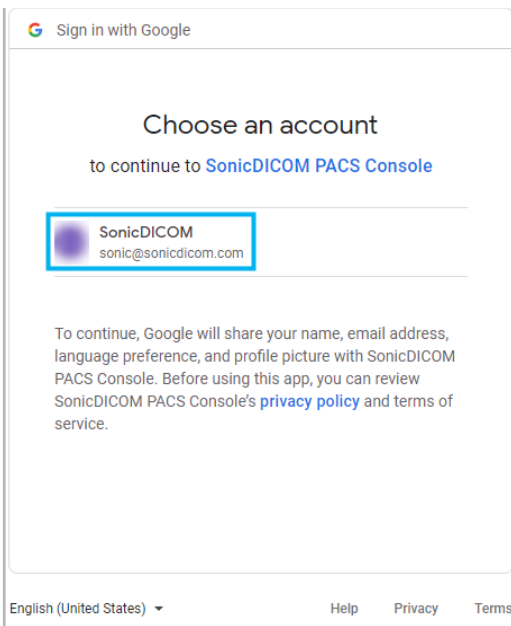 Sign in with Google
Choose an account
to continue to SonicDICOM PACS Console
SonicDICOM
sonic@sonicdicom.com
To continue, Google will share your name, email address,
language preference, and profile picture with SonicDICOM
PACS Console. Before using this app, you can review
SonicDICOM PACS Console's privacy policy and terms of
service.
English (United States) Help Privacy Terms